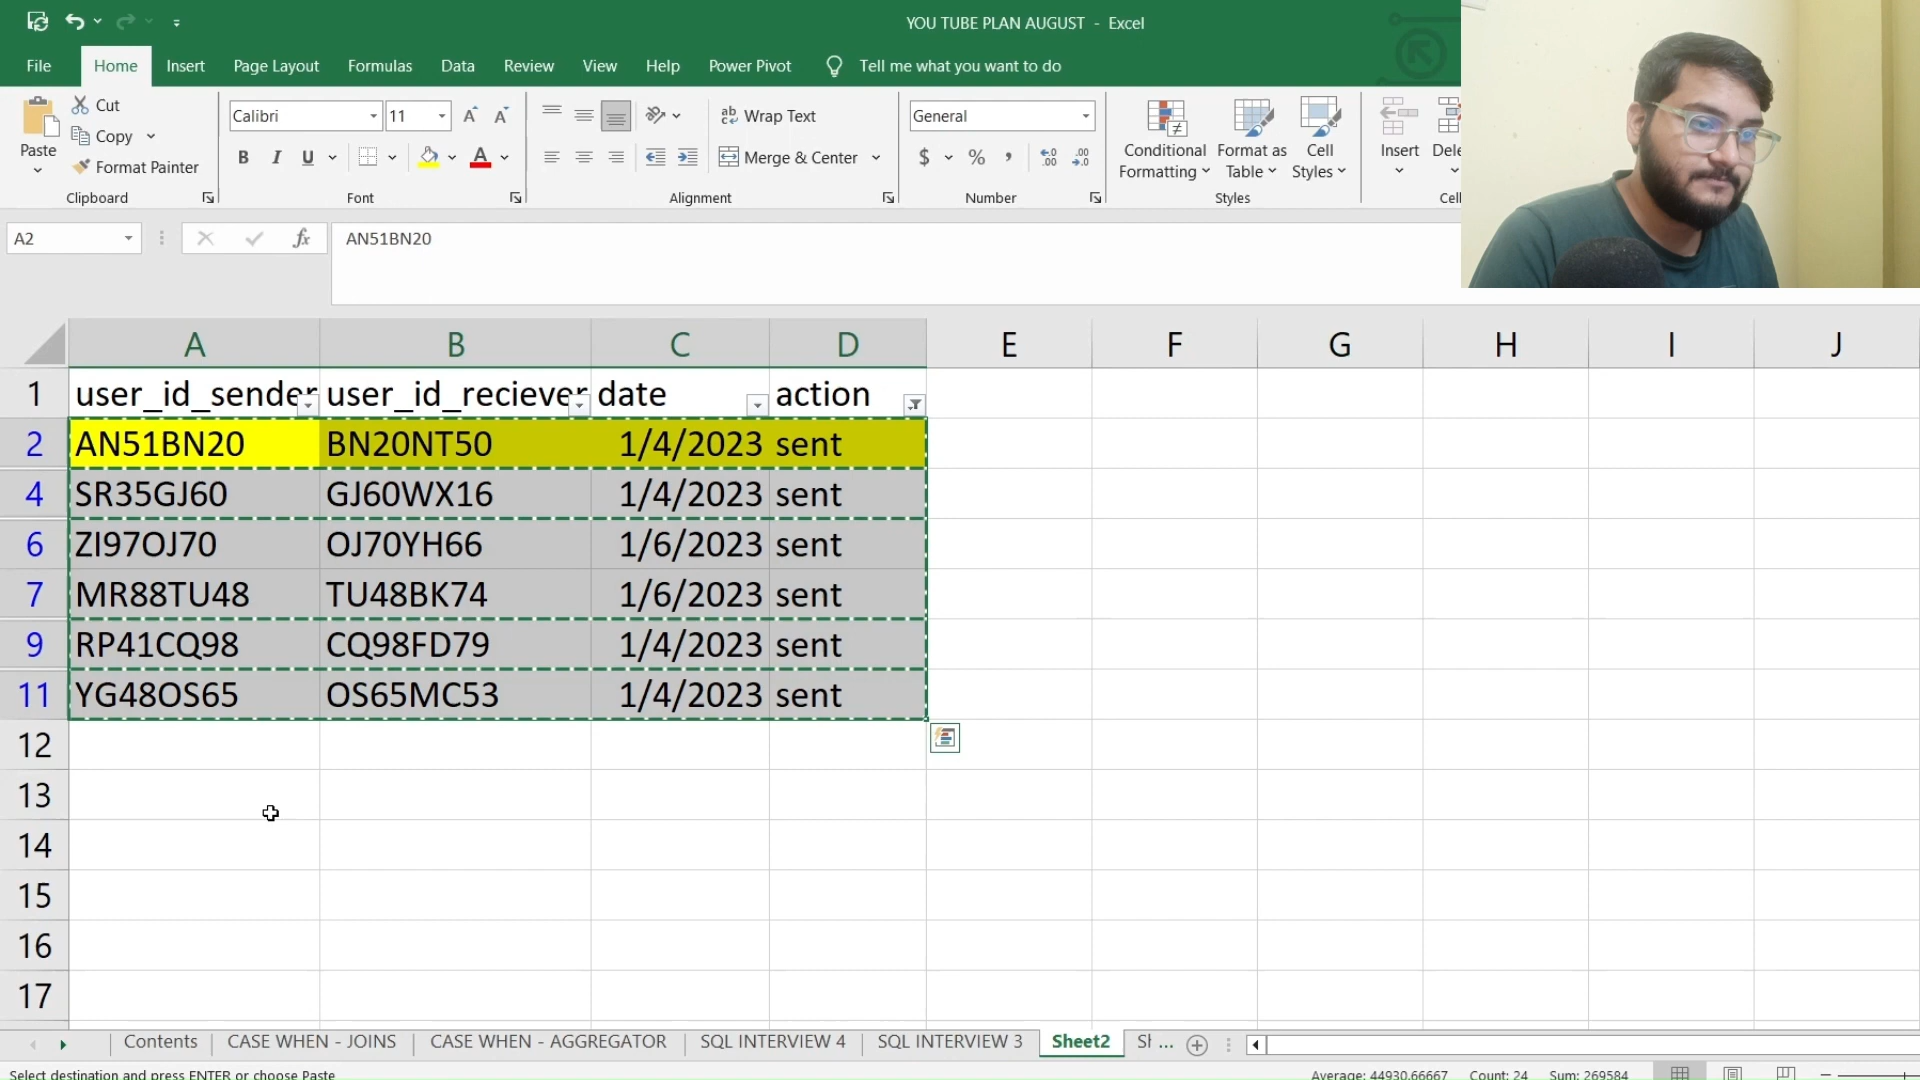 YOU TUBE PLAN AUGUST - Excel
File Home Insert Page Layout Formulas Data Review View Help Power Pivot Tell me what you want to do
Paste
Cut
Copy
Format Painter
Clipboard
Calibri 11
B I U A
Font
ab Wrap Text
Merge & Center
Alignment
General
$ % ,
Number
Conditional Formatting
Format as Table
Cell Styles
Styles
Insert
A2 fx AN51BN20
A B C D E F G H I J
1 user_id_sender user_id_reciever date action
2 AN51BN20 BN20NT50 1/4/2023 sent
4 SR35GJ60 GJ60WX16 1/4/2023 sent
6 ZI97OJ70 OJ70YH66 1/6/2023 sent
7 MR88TU48 TU48BK74 1/6/2023 sent
9 RP41CQ98 CQ98FD79 1/4/2023 sent
11 YG48OS65 OS65MC53 1/4/2023 sent
12
13
14
15
16
17
Contents CASE WHEN - JOINS CASE WHEN - AGGREGATOR SQL INTERVIEW 4 SQL INTERVIEW 3 Sheet2
Select destination and press ENTER or choose Paste Average: 44930.66667 Count: 24 Sum: 269584